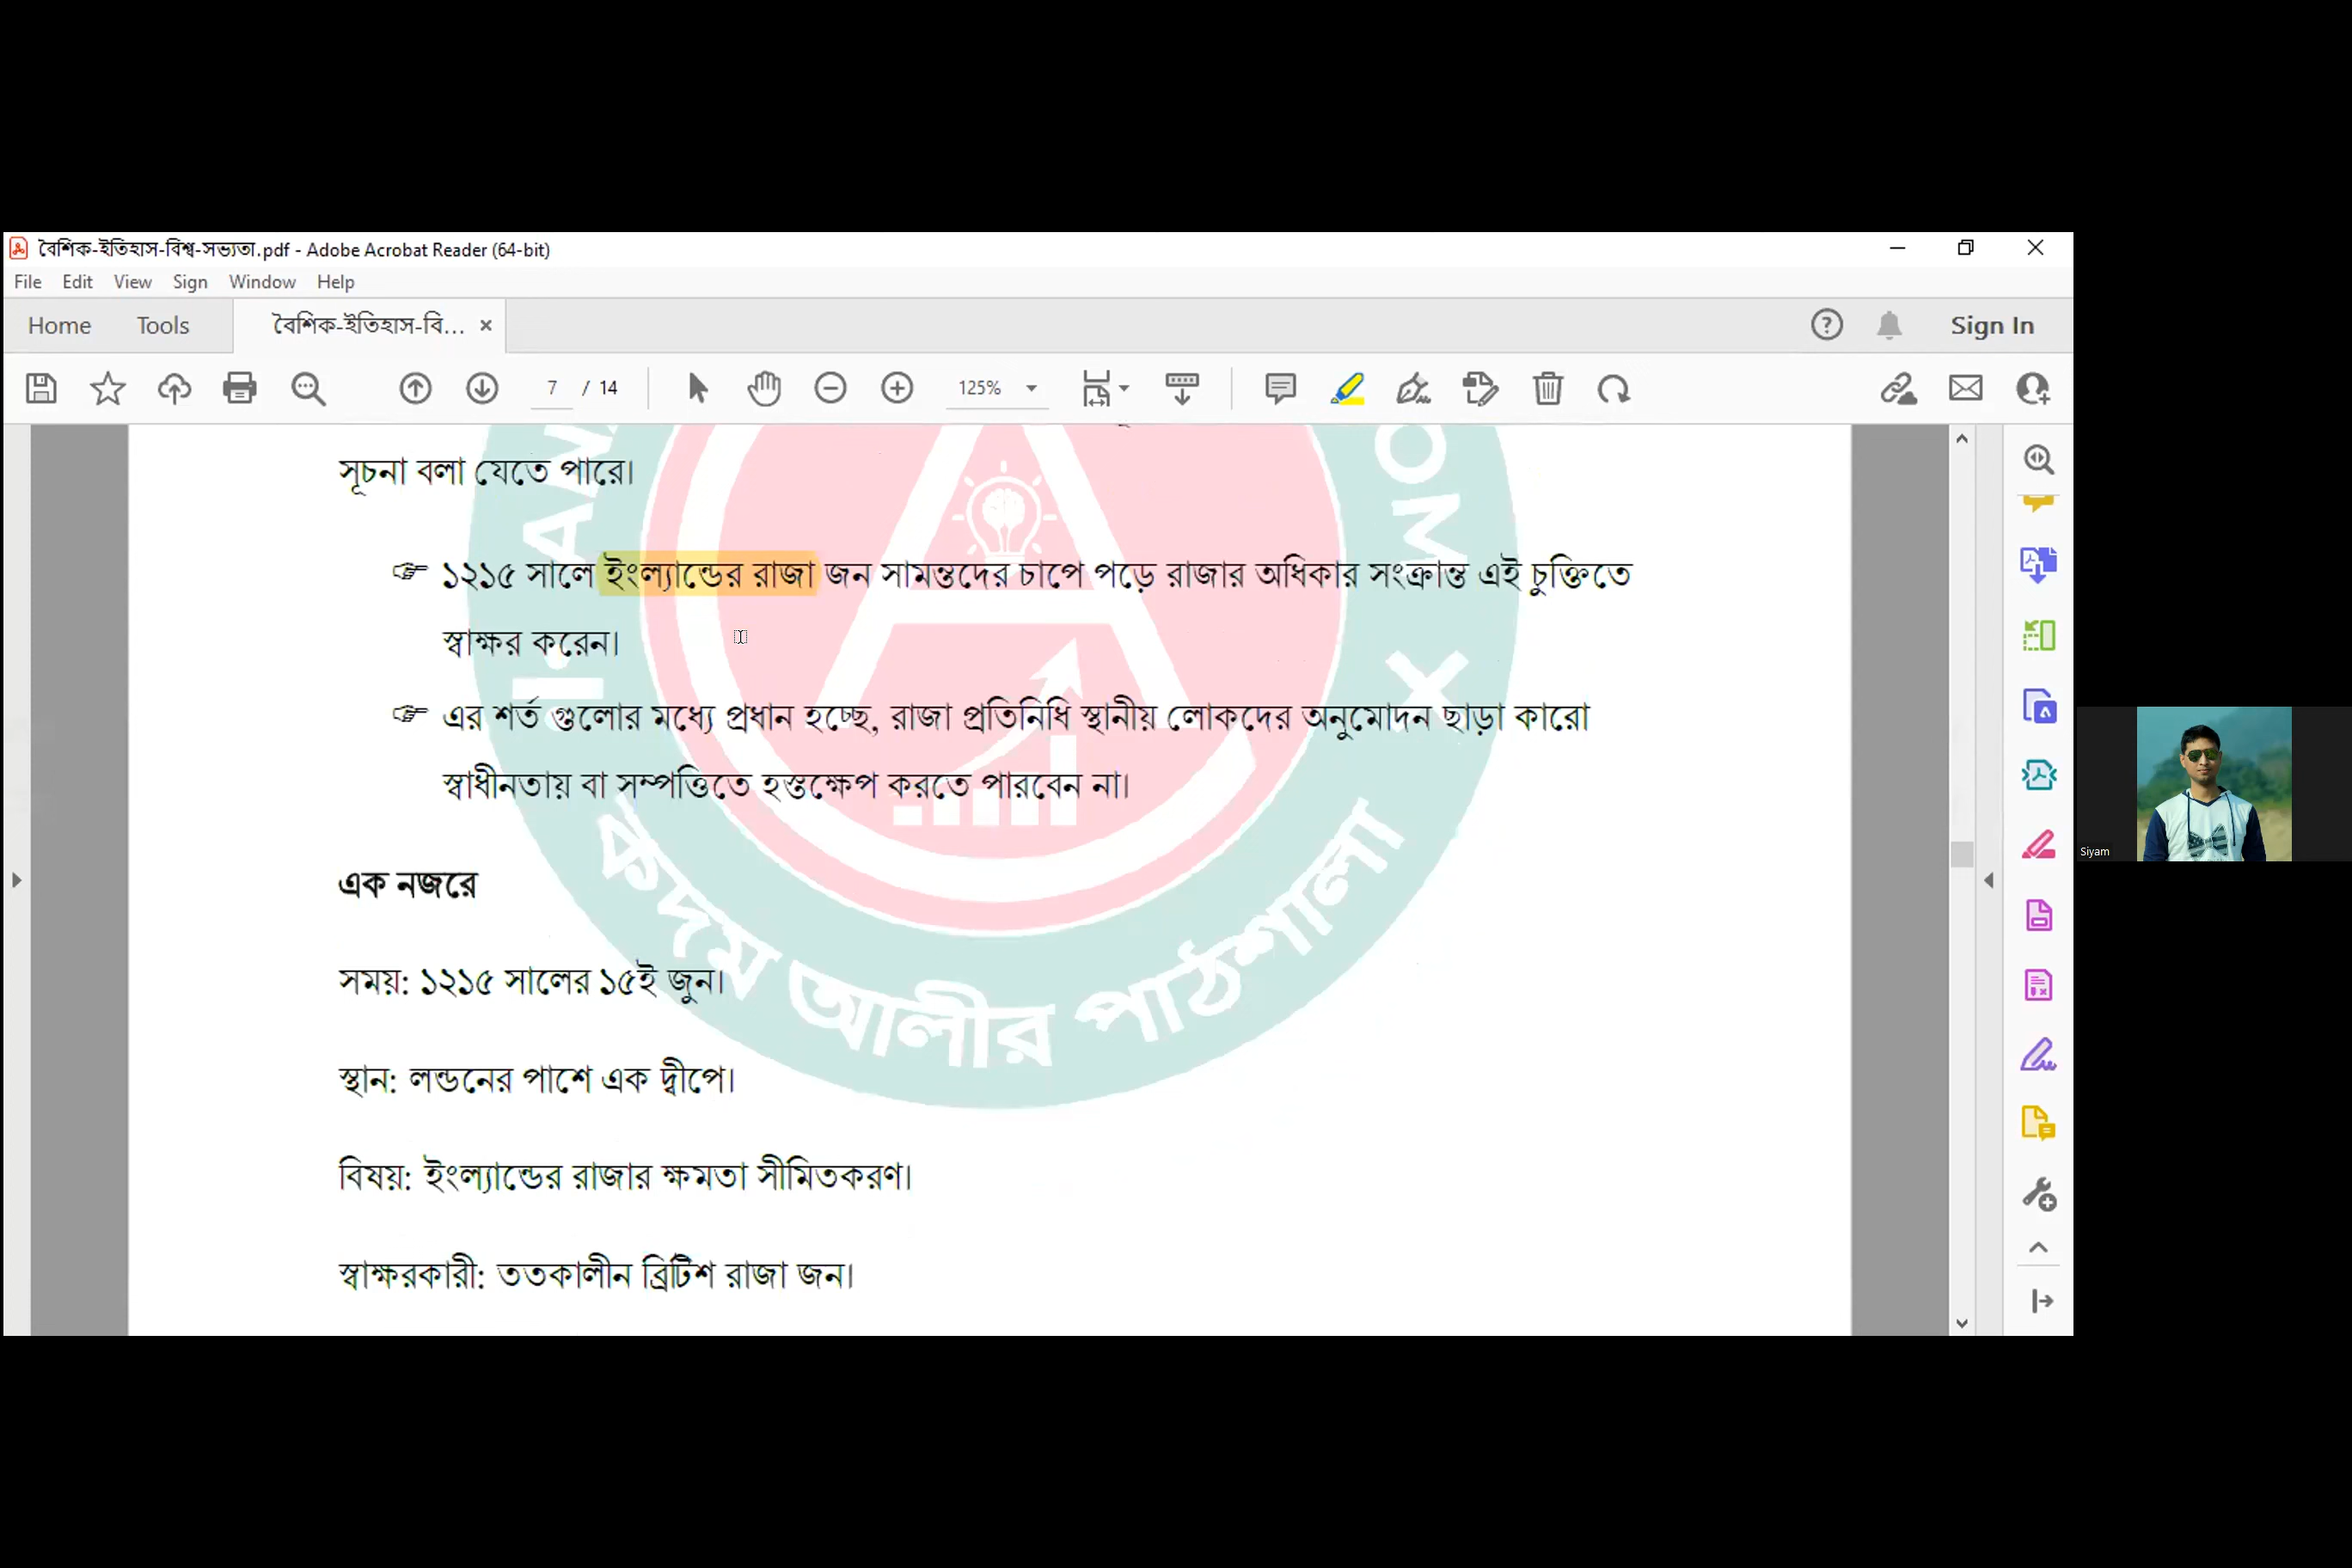 বৈশিক-ইতিহাস-বিশ্ব-সভ্যতা.pdf - Adobe Acrobat Reader (64-bit)
File Edit View Sign Window Help
Home Tools বৈশিক-ইতিহাস-বি... × Sign In
7 / 14 125%
সূচনা বলা যেতে পারে।
☞ ১২১৫ সালে ইংল্যান্ডের রাজা জন সামন্তদের চাপে পড়ে রাজার অধিকার সংক্রান্ত এই চুক্তিতে
স্বাক্ষর করেন।
☞ এর শর্ত গুলোর মধ্যে প্রধান হচ্ছে, রাজা প্রতিনিধি স্থানীয় লোকদের অনুমোদন ছাড়া কারো
স্বাধীনতায় বা সম্পত্তিতে হস্তক্ষেপ করতে পারবেন না।
এক নজরে
সময়: ১২১৫ সালের ১৫ই জুন।
স্থান: লন্ডনের পাশে এক দ্বীপে।
বিষয়: ইংল্যান্ডের রাজার ক্ষমতা সীমিতকরণ।
স্বাক্ষরকারী: ততকালীন ব্রিটিশ রাজা জন।
কদম আলীর পাঠশালা
Siyam